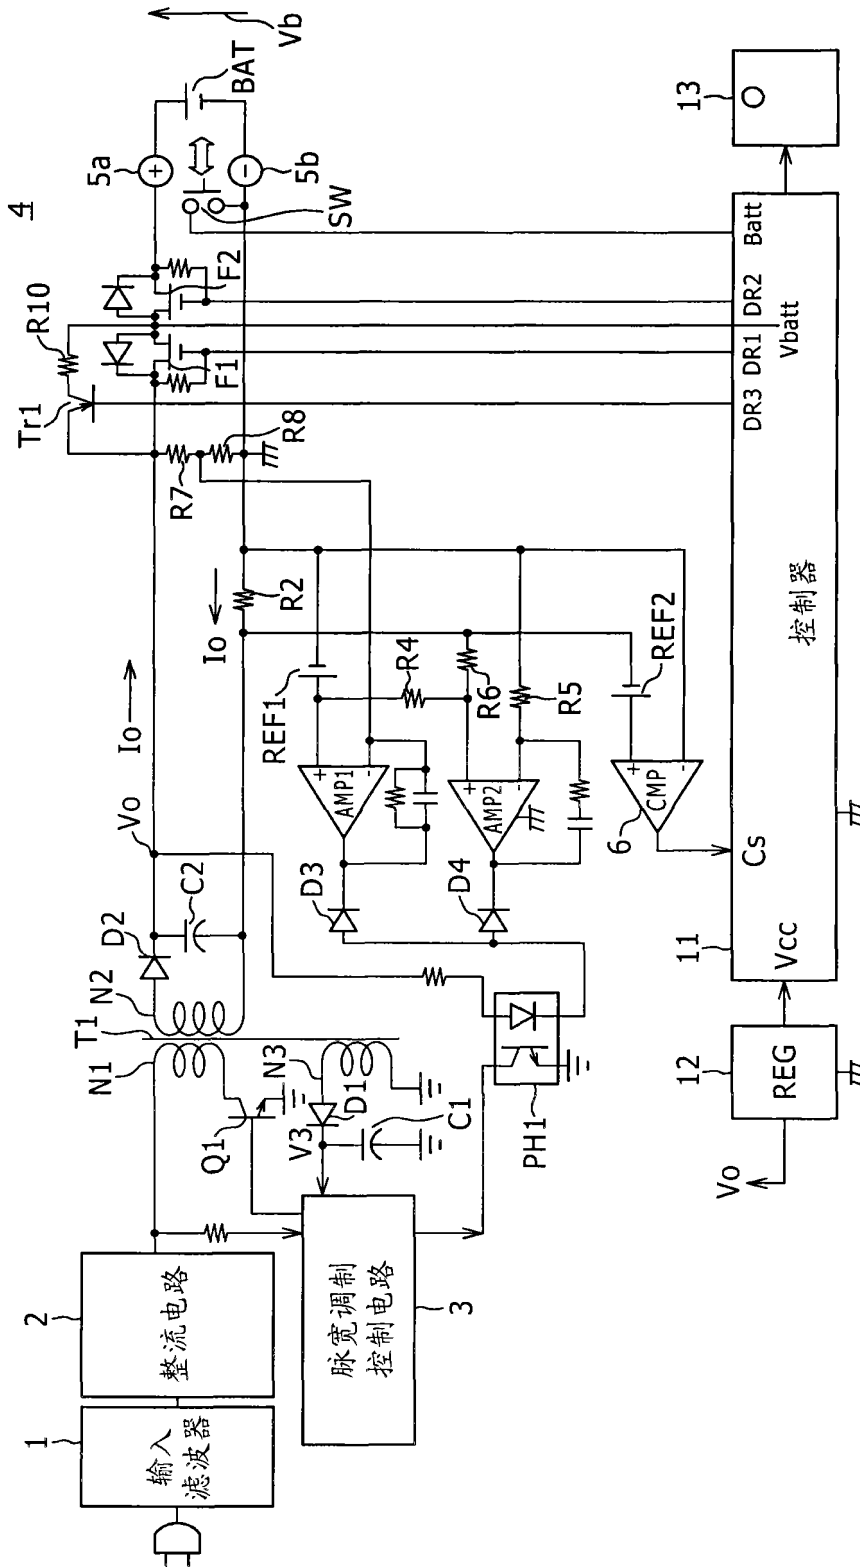 4
Vb
BAT
5a
5b
SW
R10
Tr1
F2
F1
R7
R8
Io
Io
R2
Vo
D2
C2
N2
T1
N1
Q1
N3
D1
V3
C1
1
输入
滤波器
2
整流电路
3
脉宽调制
控制电路
PH1
D3
D4
REF1
+
-
AMP1
R4
R6
R5
+
-
AMP2
REF2
+
-
CMP
6
Vo
12
REG
11
Vcc
Cs
控制器
DR3
DR1
Vbatt
DR2
Batt
13
+
-